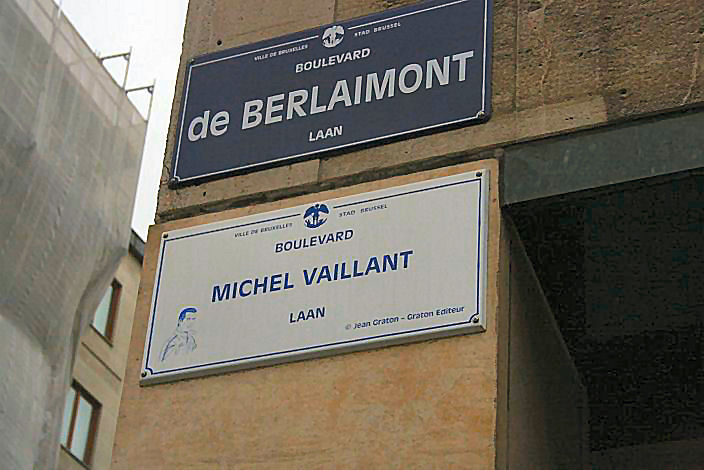 VILLE DE BRUXELLES STAD BRUSSEL
BOULEVARD
de BERLAIMONT
LAAN
VILLE DE BRUXELLES STAD BRUSSEL
BOULEVARD
MICHEL VAILLANT
LAAN
© Jean Graton - Graton Editeur